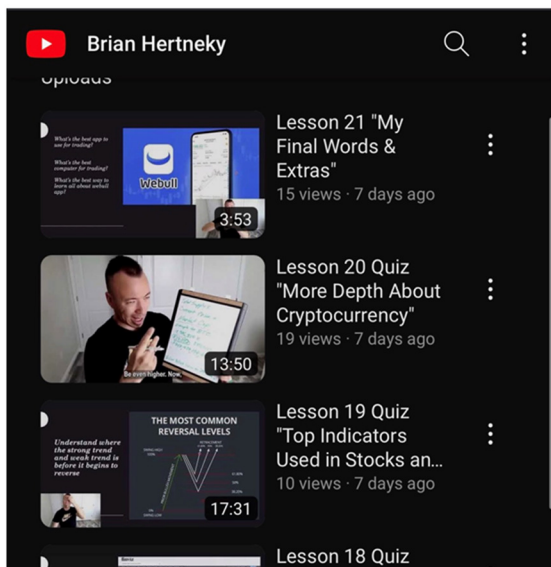 Brian Hertneky
Uploads
What's the best app to
use for trading?
What's the best
computer for trading?
What's the best way to
learn all about webull
app?
Webull
3:53
Lesson 21 "My
Final Words &
Extras"
15 views · 7 days ago
Be even higher. Now,
13:50
Lesson 20 Quiz
"More Depth About
Cryptocurrency"
19 views · 7 days ago
Understand where
the strong trend
and weak trend is
before it begins to
reverse
THE MOST COMMON
REVERSAL LEVELS
17:31
Lesson 19 Quiz
"Top Indicators
Used in Stocks an...
10 views · 7 days ago
Lesson 18 Quiz